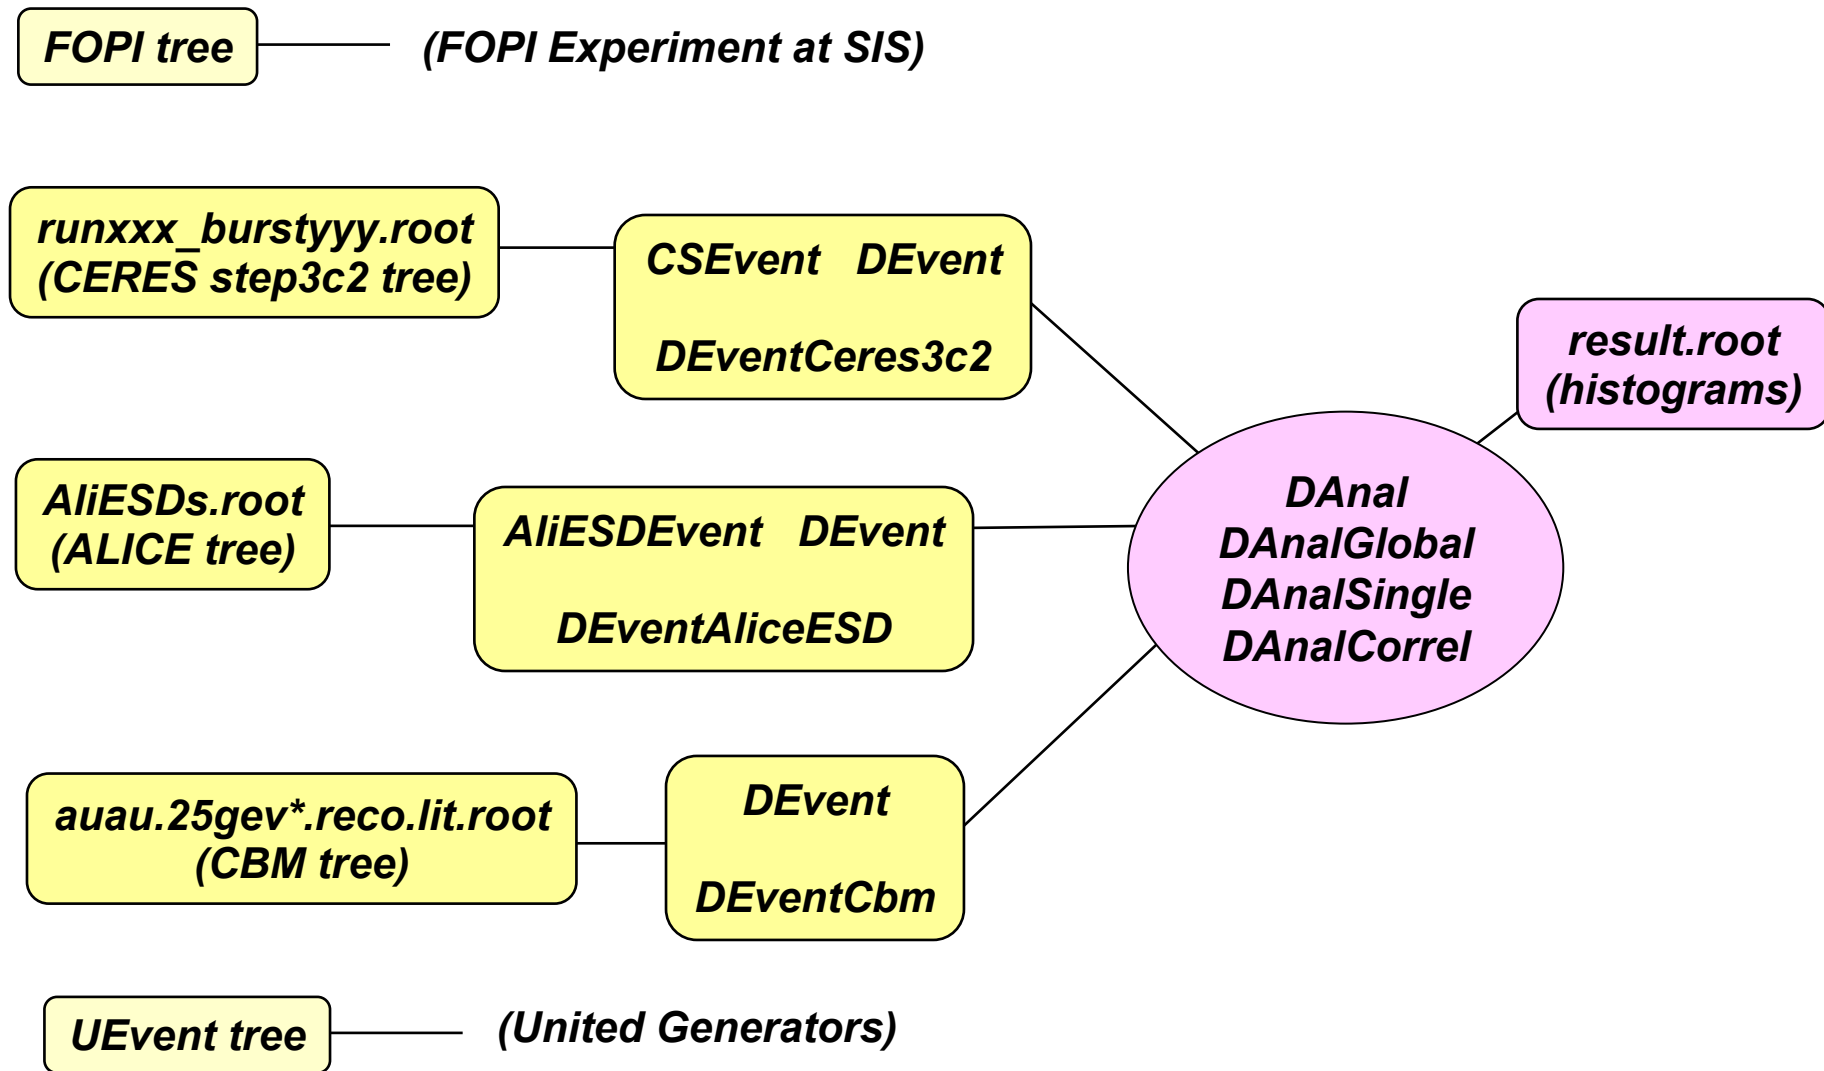 FOPI tree
(FOPI Experiment at SIS)
runxxx_burstyyy.root
(CERES step3c2 tree)
CSEvent DEvent
DEventCeres3c2
result.root
(histograms)
AliESDs.root
(ALICE tree)
AliESDEvent DEvent
DEventAliceESD
DAnal
DAnalGlobal
DAnalSingle
DAnalCorrel
auau.25gev*.reco.lit.root
(CBM tree)
DEvent
DEventCbm
UEvent tree
(United Generators)